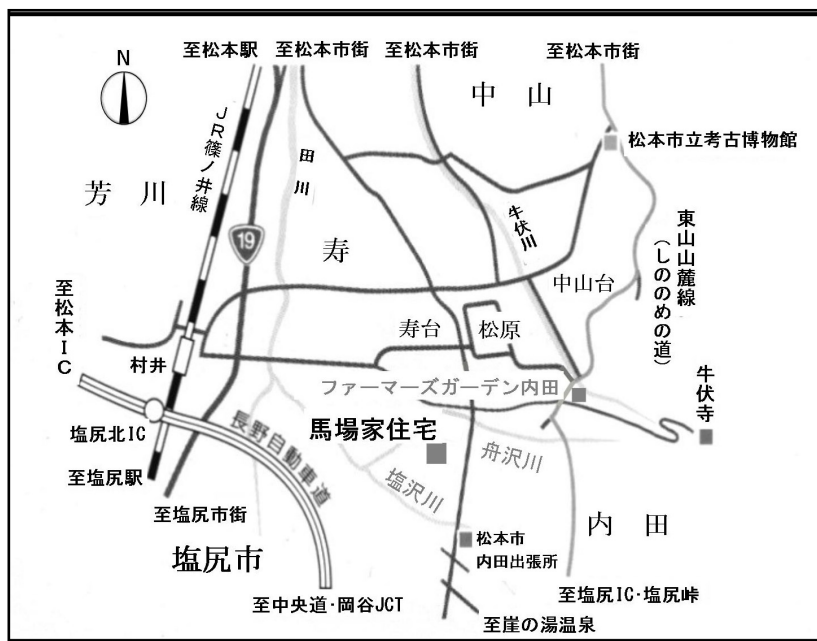 至松本駅
至松本市街
至松本市街
至松本市街
N
中山
松本市立考古博物館
JR篠ノ井線
田川
芳川
19
寿
牛伏川
東山山麓線
(しののめの道)
中山台
至松本IC
寿台
松原
村井
ファーマーズガーデン内田
牛伏寺
塩尻北IC
長野自動車道
馬場家住宅
舟沢川
至塩尻駅
塩沢川
至塩尻市街
内田
松本市
内田出張所
塩尻市
至中央道・岡谷JCT
至塩尻IC・塩尻峠
至崖の湯温泉